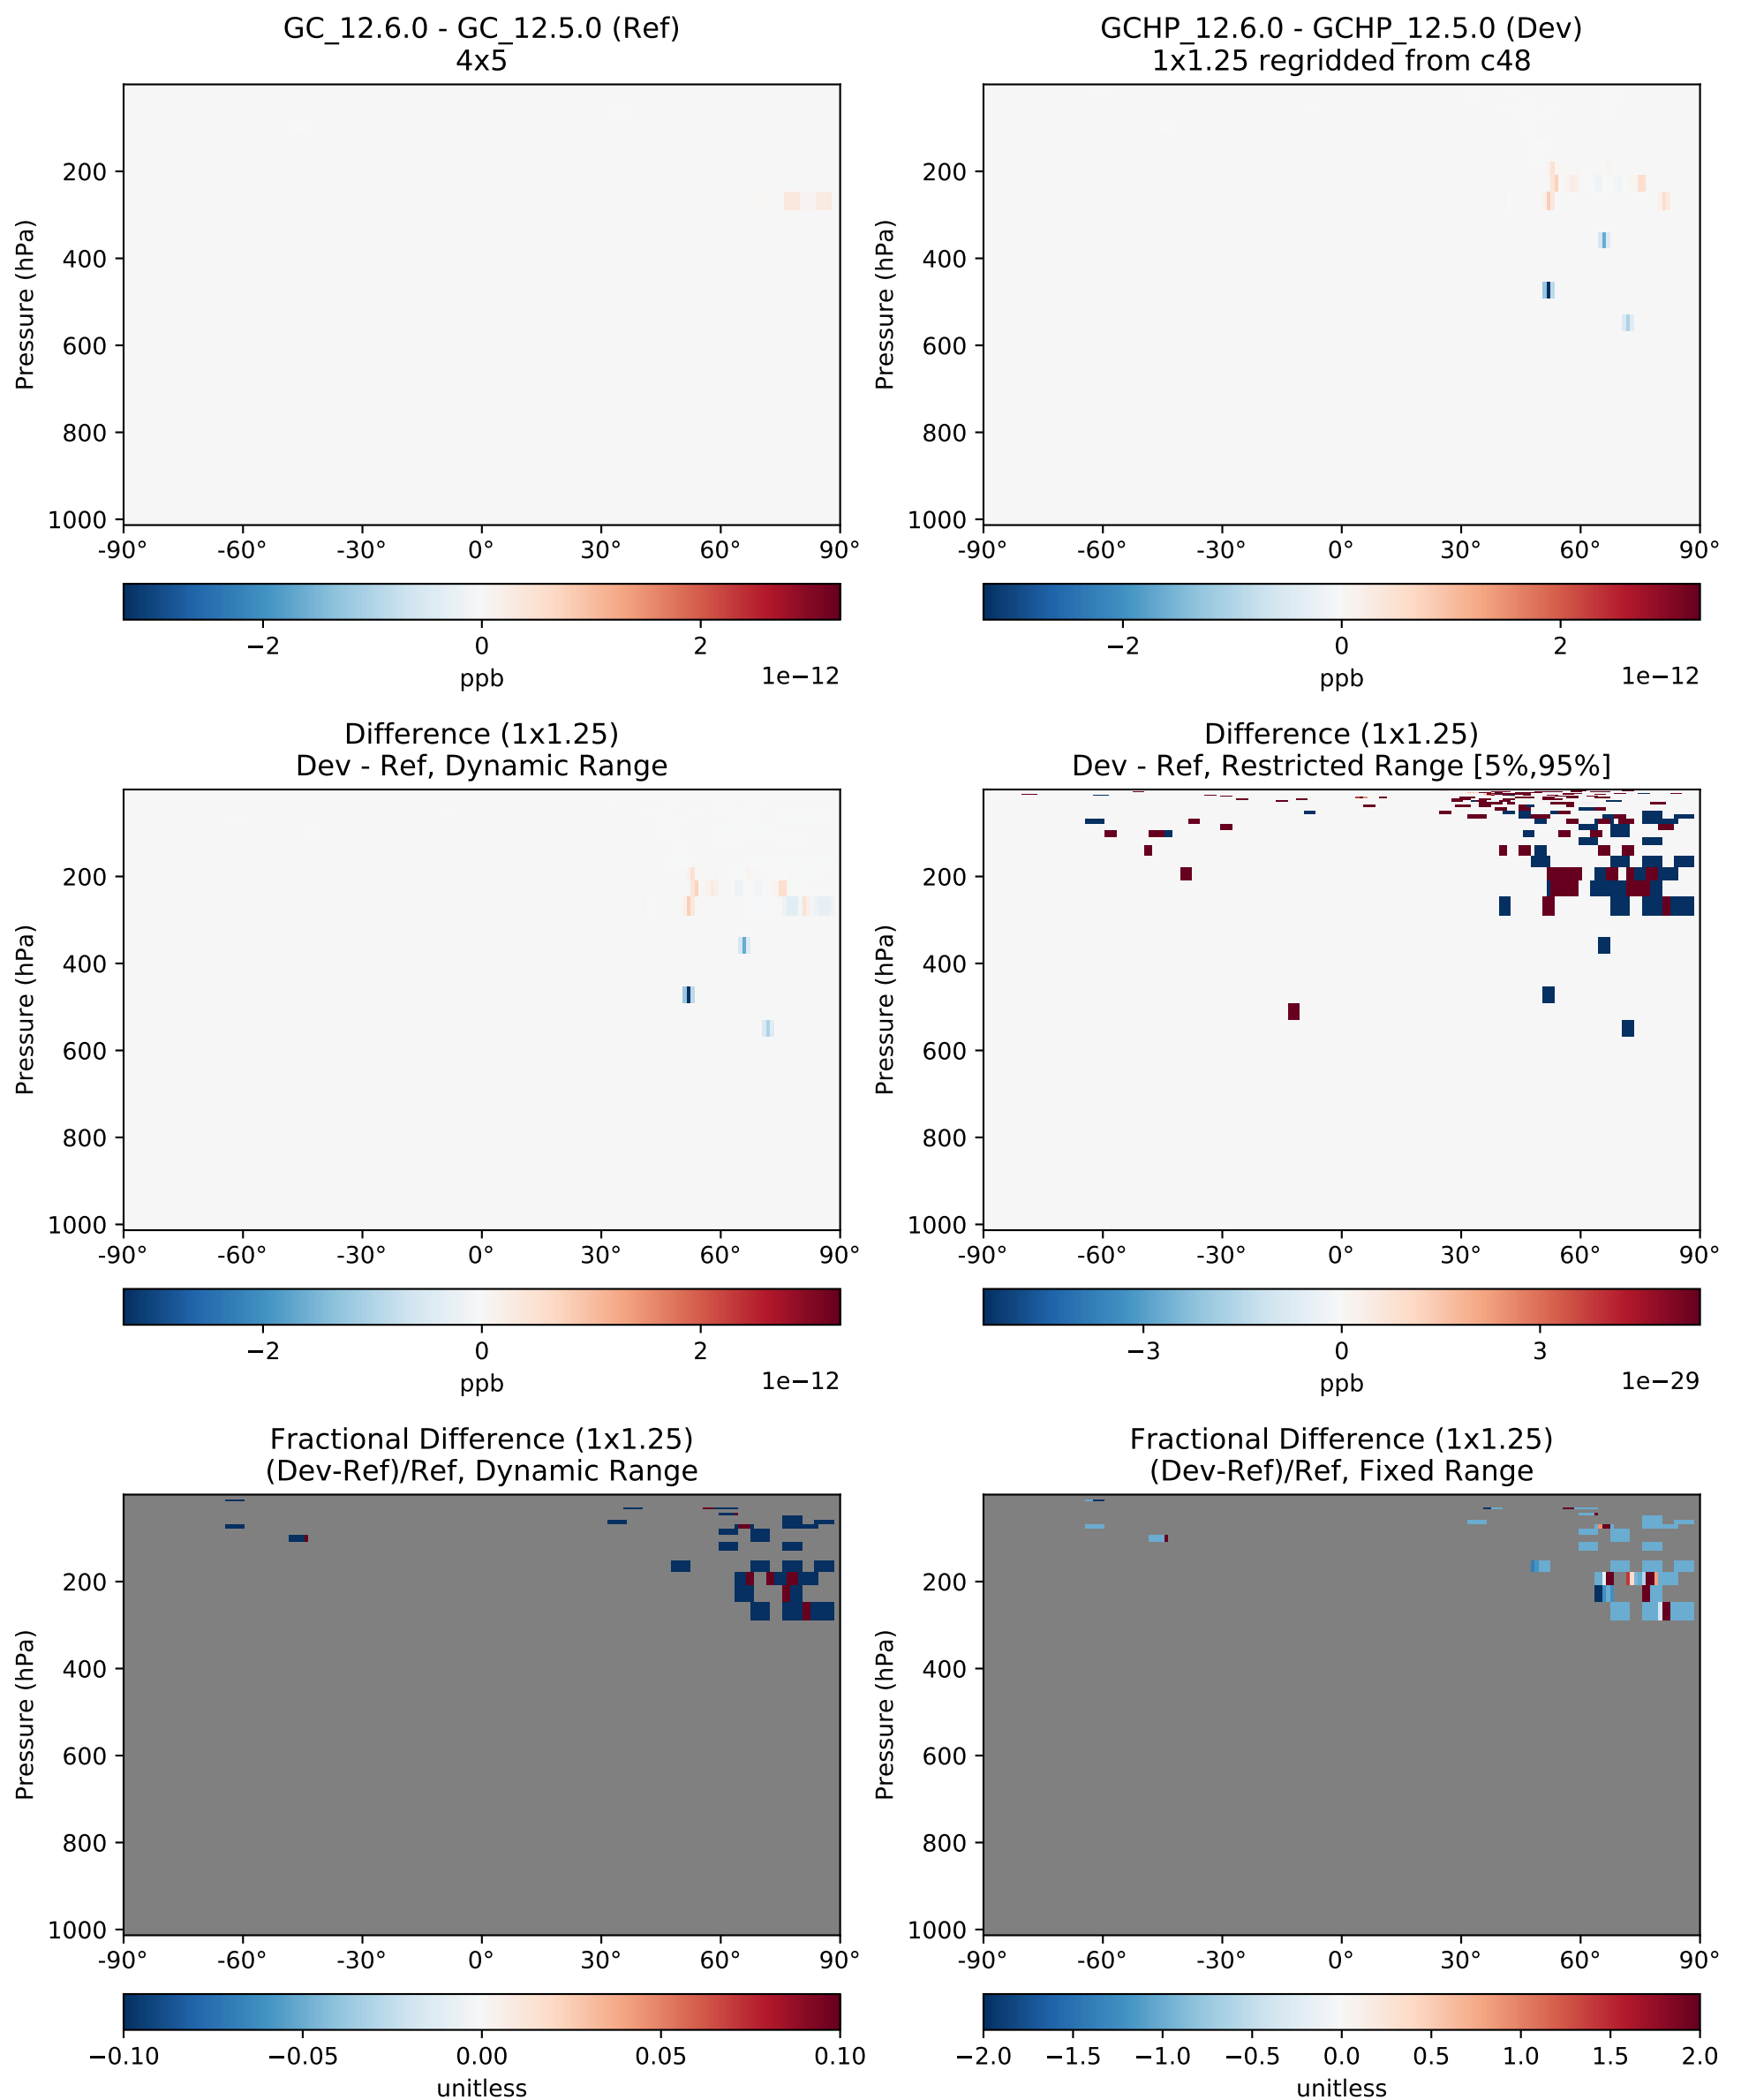 GC_12.6.0 - GC_12.5.0 (Ref)
4x5
Pressure (hPa)
200
400
600
800
1000
-90° -60° -30° 0° 30° 60° 90°
−2 0 2
ppb
1e−12
GCHP_12.6.0 - GCHP_12.5.0 (Dev)
1x1.25 regridded from c48
Pressure (hPa)
200
400
600
800
1000
-90° -60° -30° 0° 30° 60° 90°
−2 0 2
ppb
1e−12
Difference (1x1.25)
Dev - Ref, Dynamic Range
Pressure (hPa)
200
400
600
800
1000
-90° -60° -30° 0° 30° 60° 90°
−2 0 2
ppb
1e−12
Difference (1x1.25)
Dev - Ref, Restricted Range [5%,95%]
Pressure (hPa)
200
400
600
800
1000
-90° -60° -30° 0° 30° 60° 90°
−3 0 3
ppb
1e−29
Fractional Difference (1x1.25)
(Dev-Ref)/Ref, Dynamic Range
Pressure (hPa)
200
400
600
800
1000
-90° -60° -30° 0° 30° 60° 90°
−0.10 −0.05 0.00 0.05 0.10
unitless
Fractional Difference (1x1.25)
(Dev-Ref)/Ref, Fixed Range
Pressure (hPa)
200
400
600
800
1000
-90° -60° -30° 0° 30° 60° 90°
−2.0 −1.5 −1.0 −0.5 0.0 0.5 1.0 1.5 2.0
unitless